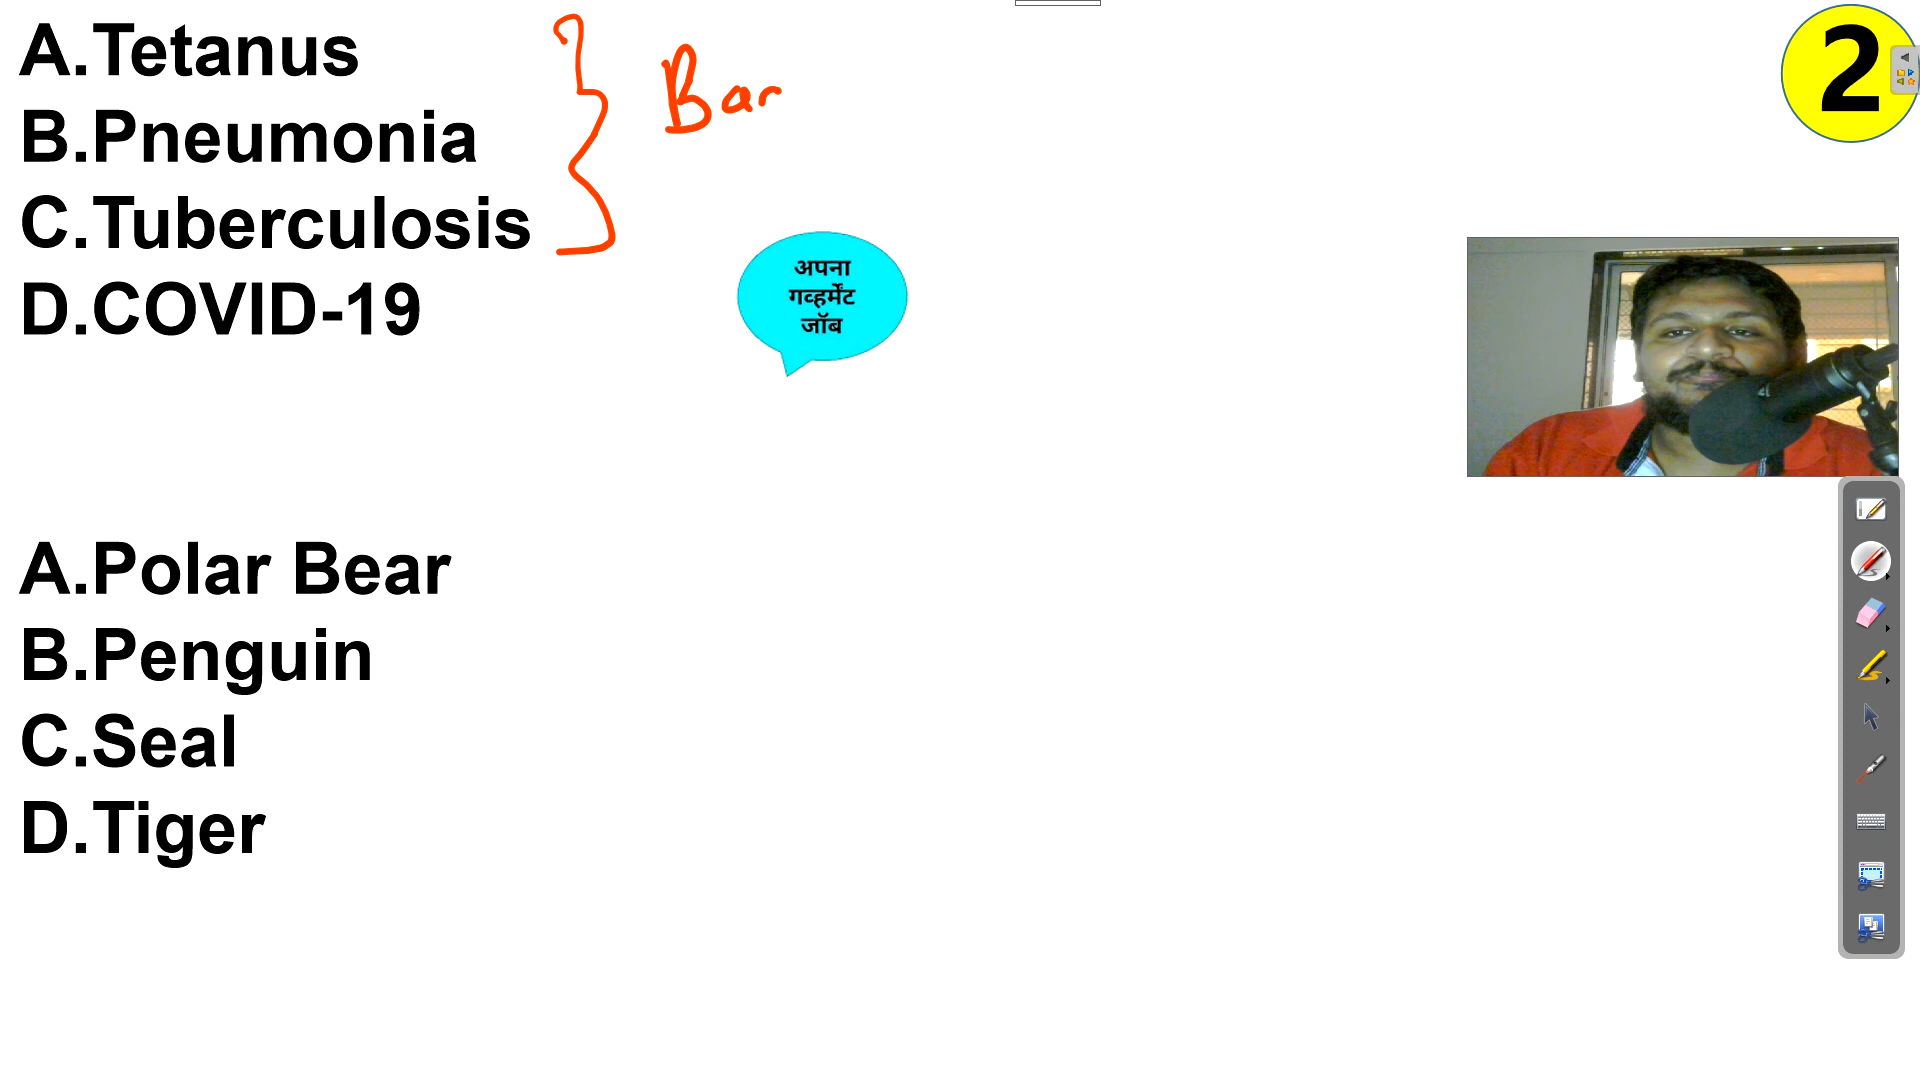 A.Tetanus
B.Pneumonia
C.Tuberculosis
D.COVID-19
Bar
2
अपना
गव्हर्मेंट
जॉब
A.Polar Bear
B.Penguin
C.Seal
D.Tiger